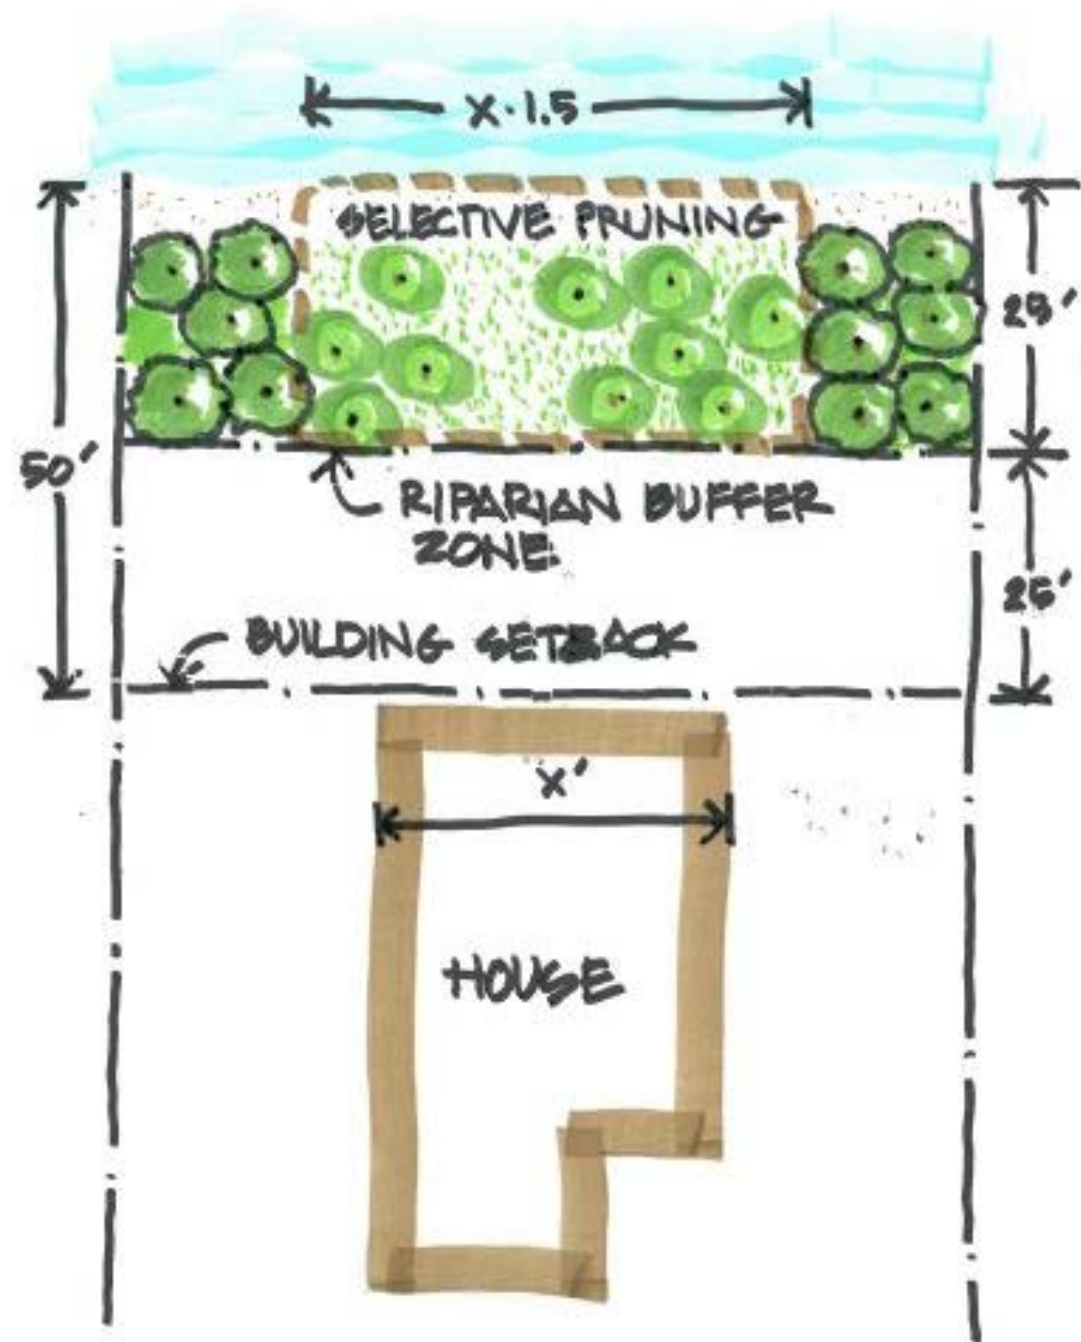 X·1.5
SELECTIVE PRUNING
25'
50'
RIPARIAN BUFFER
ZONE
25'
BUILDING SETBACK
X'
HOUSE